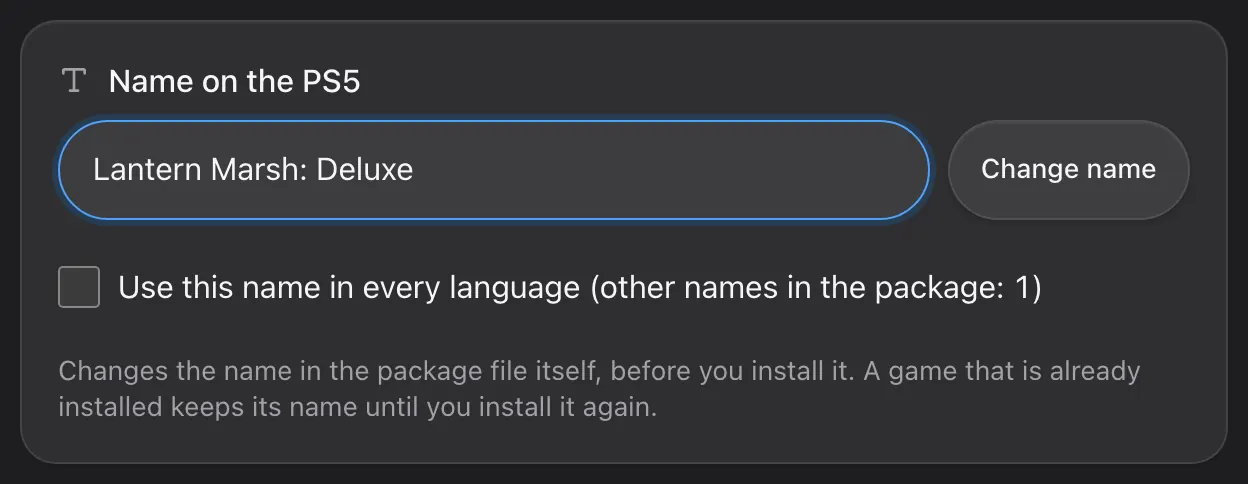 Name on the PS5
Lantern Marsh: Deluxe
Change name
Use this name in every language (other names in the package: 1)
Changes the name in the package file itself, before you install it. A game that is already
installed keeps its name until you install it again.